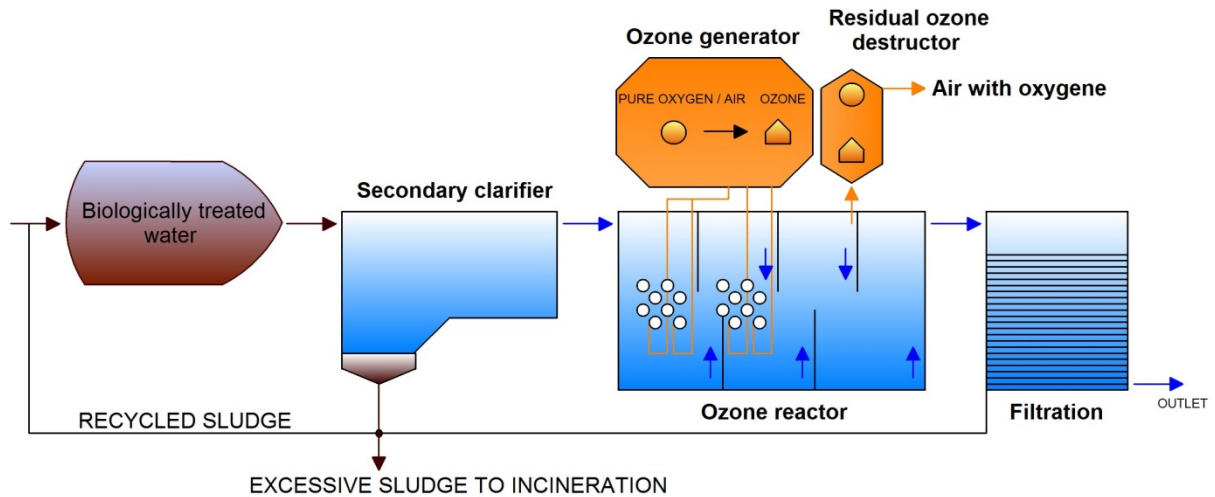 Residual ozone
destructor
Ozone generator
Air with oxygene
PURE OXYGEN / AIR
OZONE
Secondary clarifier
Biologically treated
water
Ozone reactor
Filtration
OUTLET
RECYCLED SLUDGE
EXCESSIVE SLUDGE TO INCINERATION